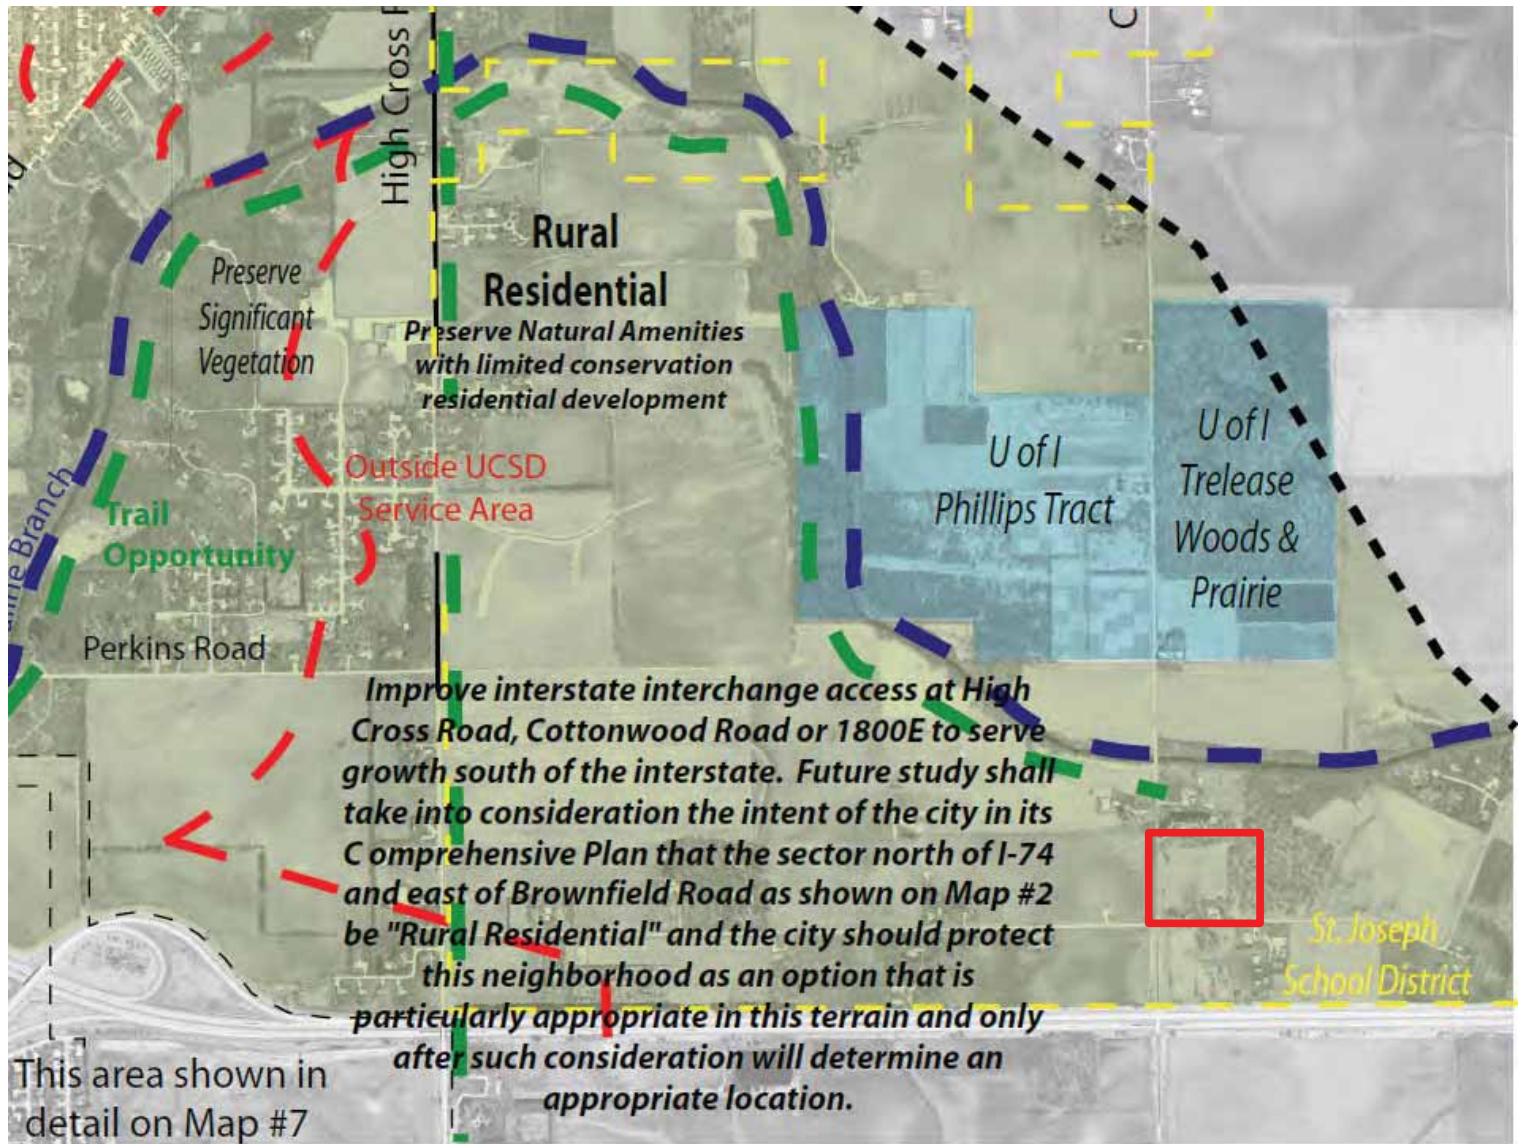 High Cross R
C
Rural
Residential
Preserve Natural Amenities
with limited conservation
residential development
Preserve
Significant
Vegetation
Outside UCSD
Service Area
U of I
Phillips Tract
U of I
Trelease
Woods &
Prairie
Trail
Opportunity
Branch
Perkins Road
Improve interstate interchange access at High
Cross Road, Cottonwood Road or 1800E to serve
growth south of the interstate. Future study shall
take into consideration the intent of the city in its
C omprehensive Plan that the sector north of I-74
and east of Brownfield Road as shown on Map #2
be "Rural Residential" and the city should protect
this neighborhood as an option that is
particularly appropriate in this terrain and only
after such consideration will determine an
appropriate location.
St. Joseph
School District
This area shown in
detail on Map #7